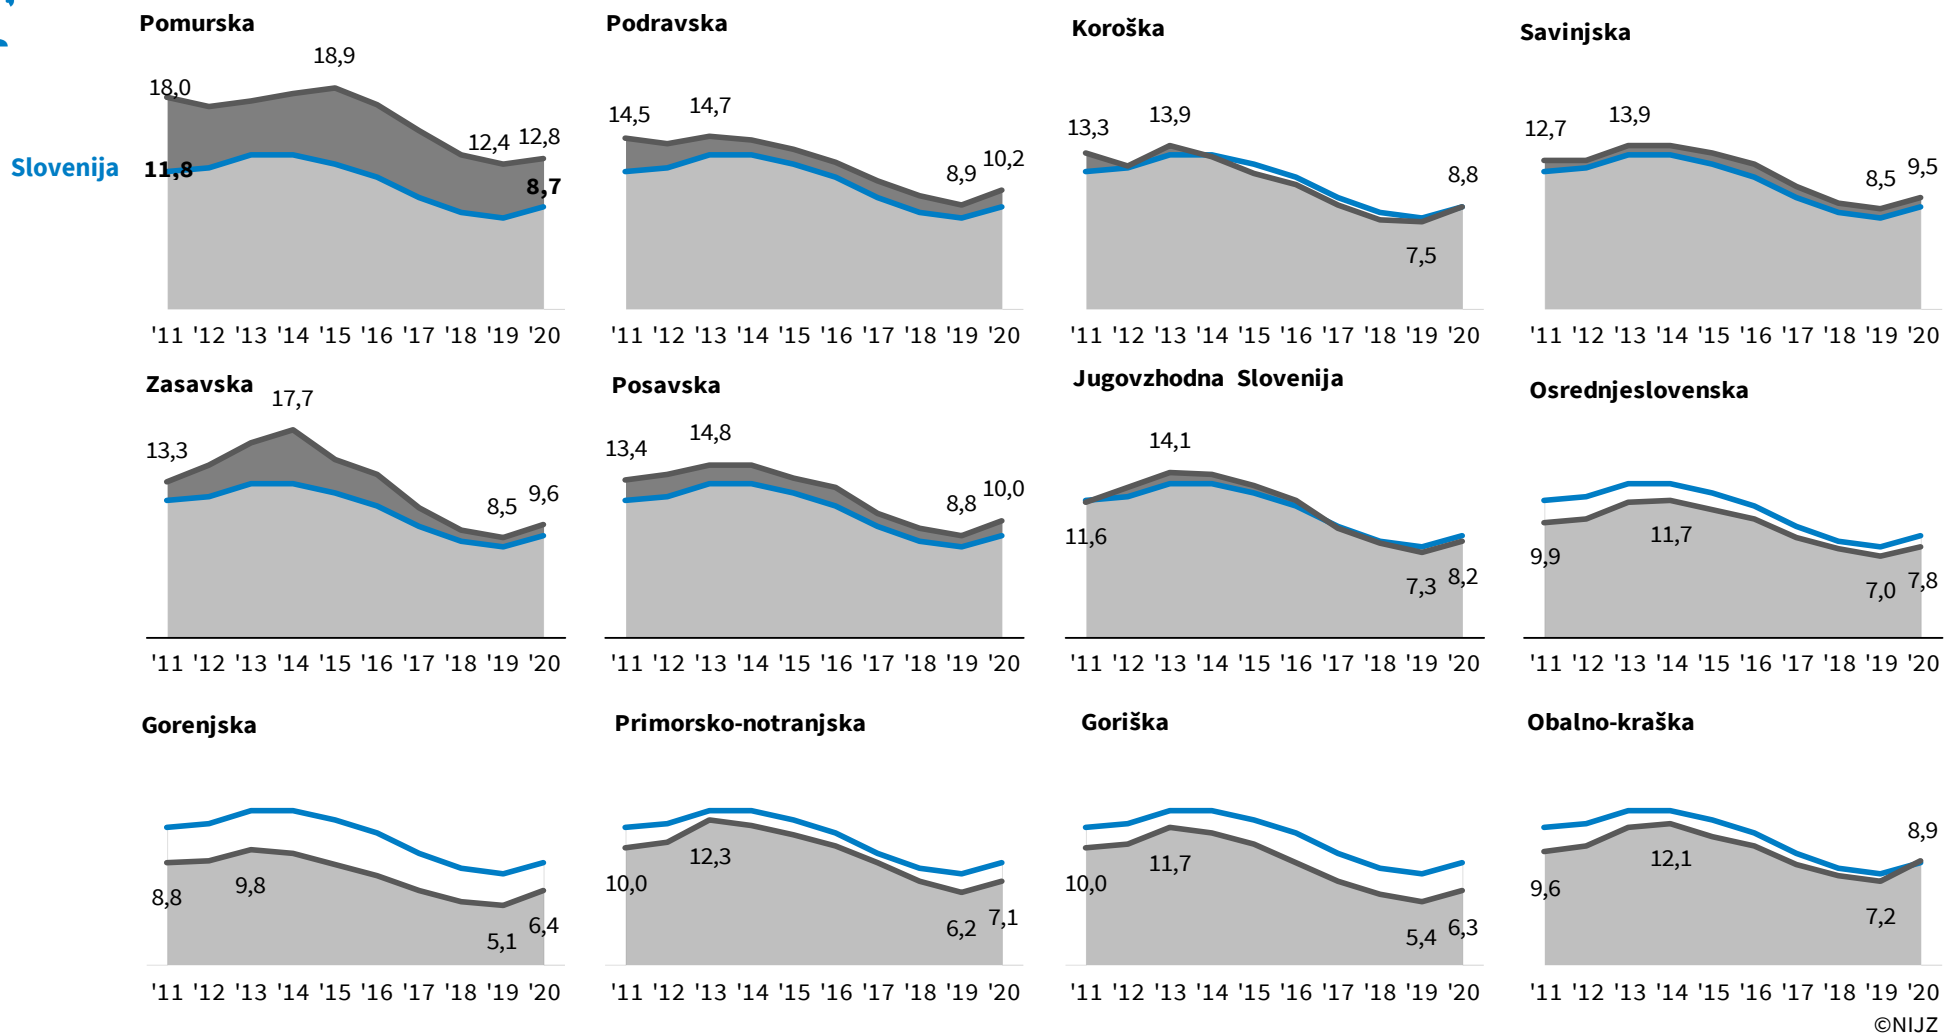 Pomurska
18,0
18,9
12,4
12,8
Slovenija
11,8
8,7
'11 '12 '13 '14 '15 '16 '17 '18 '19 '20
Podravska
14,5
14,7
8,9
10,2
'11 '12 '13 '14 '15 '16 '17 '18 '19 '20
Koroška
13,3
13,9
7,5
8,8
'11 '12 '13 '14 '15 '16 '17 '18 '19 '20
Savinjska
12,7
13,9
8,5
9,5
'11 '12 '13 '14 '15 '16 '17 '18 '19 '20
Zasavska
13,3
17,7
8,5
9,6
'11 '12 '13 '14 '15 '16 '17 '18 '19 '20
Posavska
13,4
14,8
8,8
10,0
'11 '12 '13 '14 '15 '16 '17 '18 '19 '20
Jugovzhodna Slovenija
11,6
14,1
7,3
8,2
'11 '12 '13 '14 '15 '16 '17 '18 '19 '20
Osrednjeslovenska
9,9
11,7
7,0
7,8
'11 '12 '13 '14 '15 '16 '17 '18 '19 '20
Gorenjska
8,8
9,8
5,1
6,4
'11 '12 '13 '14 '15 '16 '17 '18 '19 '20
Primorsko-notranjska
10,0
12,3
6,2
7,1
'11 '12 '13 '14 '15 '16 '17 '18 '19 '20
Goriška
10,0
11,7
5,4
6,3
'11 '12 '13 '14 '15 '16 '17 '18 '19 '20
Obalno-kraška
9,6
12,1
7,2
8,9
'11 '12 '13 '14 '15 '16 '17 '18 '19 '20
©NIJZ